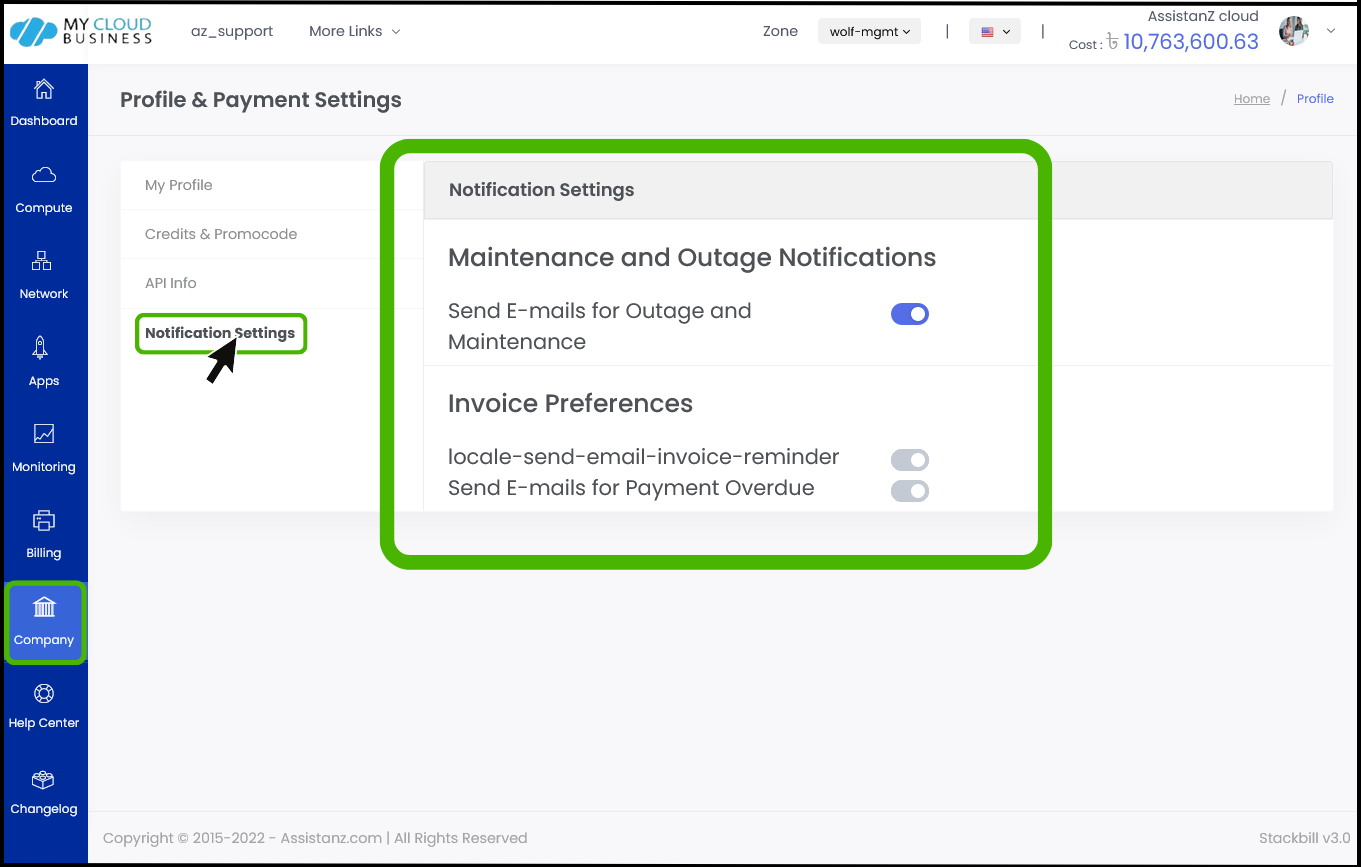 MY CLOUD
BUSINESS
az_support
More Links
Zone
wolf-mgmt
|
|
AssistanZ cloud
Cost : ৳ 10,763,600.63
Dashboard
Compute
Network
Apps
Monitoring
Billing
Company
Help Center
Changelog
Profile & Payment Settings
Home / Profile
My Profile
Credits & Promocode
API Info
Notification Settings
Notification Settings
Maintenance and Outage Notifications
Send E-mails for Outage and
Maintenance
Invoice Preferences
locale-send-email-invoice-reminder
Send E-mails for Payment Overdue
Copyright © 2015-2022 - Assistanz.com | All Rights Reserved
Stackbill v3.0